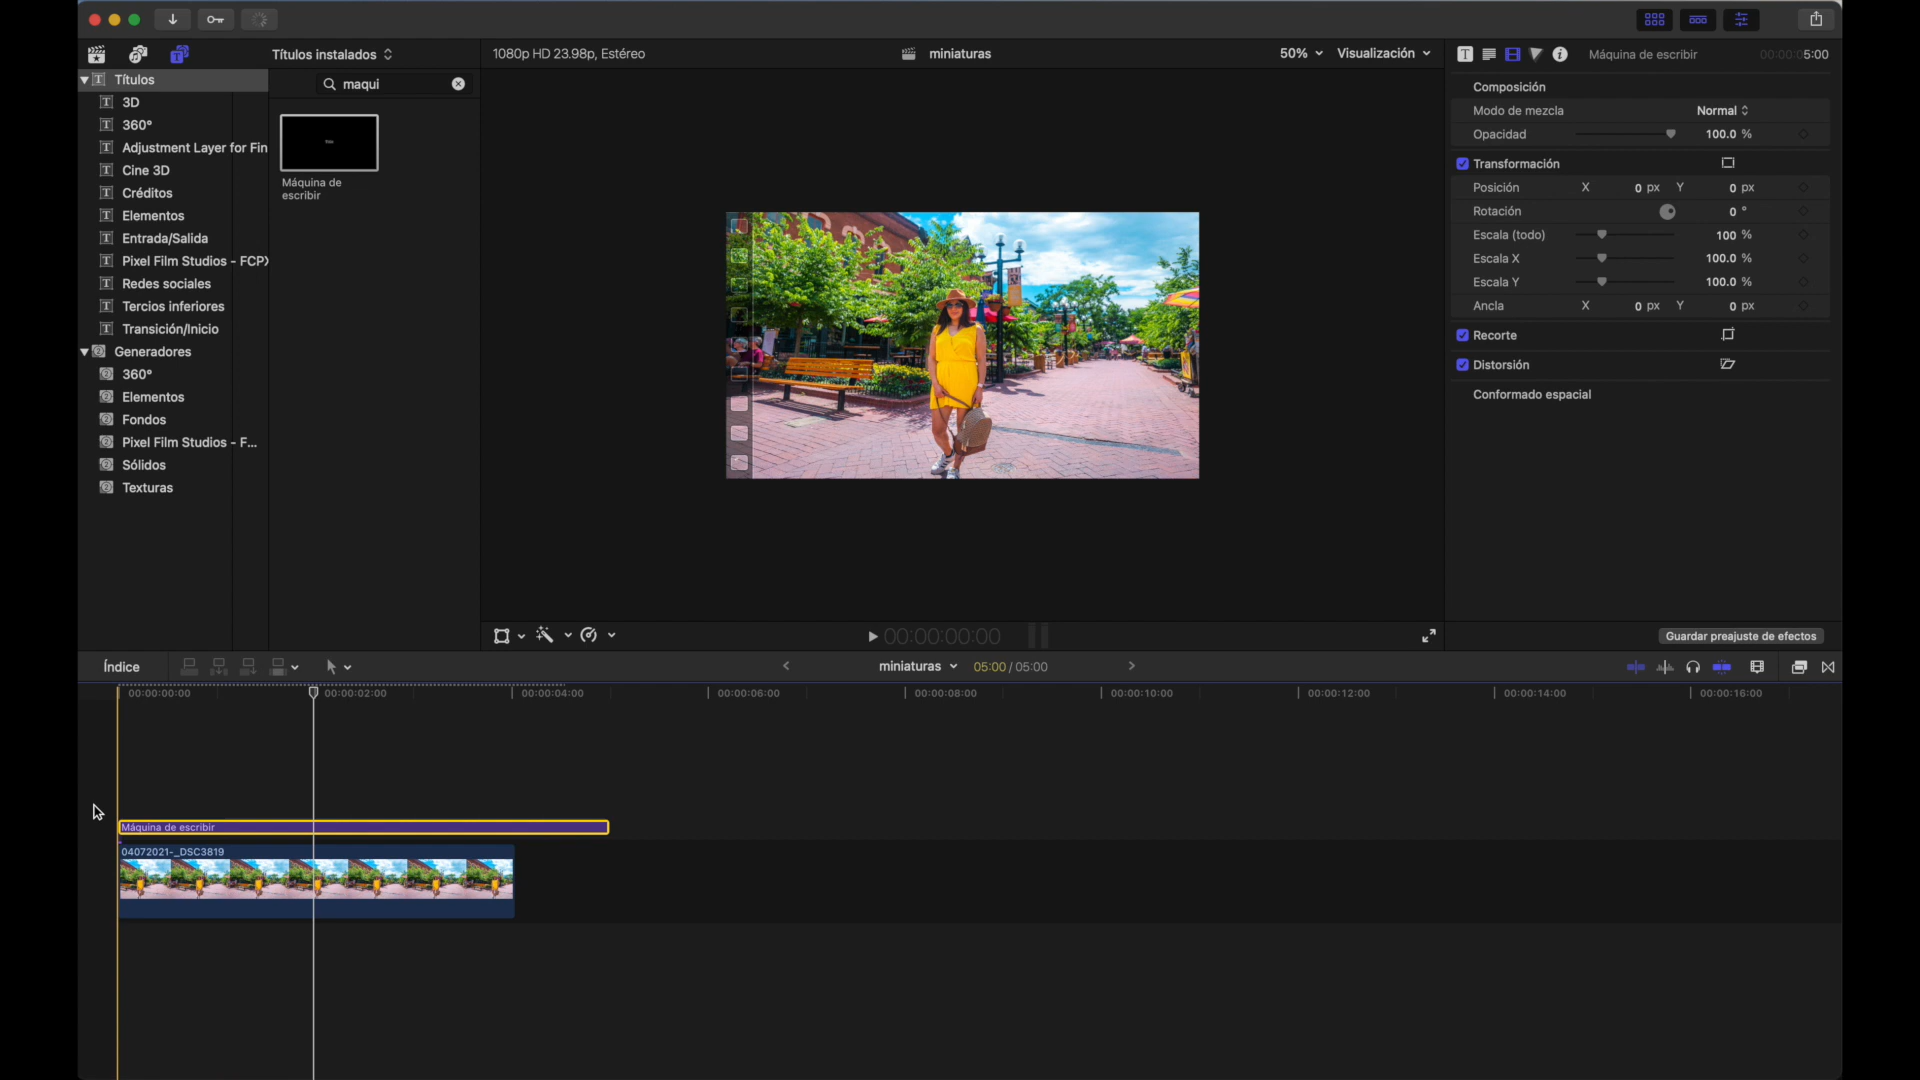 Títulos instalados
1080p HD 23.98p, Estéreo
miniaturas
50%
Visualización
Máquina de escribir
00:00:05:00
Títulos
3D
360°
Adjustment Layer for Fin
Cine 3D
Créditos
Elementos
Entrada/Salida
Pixel Film Studios - FCPX
Redes sociales
Tercios inferiores
Transición/Inicio
Generadores
360°
Elementos
Fondos
Pixel Film Studios - F...
Sólidos
Texturas
maqui
Máquina de
escribir
Composición
Modo de mezcla Normal
Opacidad 100.0 %
Transformación
Posición X 0 px Y 0 px
Rotación 0 °
Escala (todo) 100 %
Escala X 100.0 %
Escala Y 100.0 %
Ancla X 0 px Y 0 px
Recorte
Distorsión
Conformado espacial
00:00:00:00
Guardar preajuste de efectos
Índice
miniaturas
05:00 / 05:00
00:00:00:00
00:00:02:00
00:00:04:00
00:00:06:00
00:00:08:00
00:00:10:00
00:00:12:00
00:00:14:00
00:00:16:00
Máquina de escribir
04072021-_DSC3819